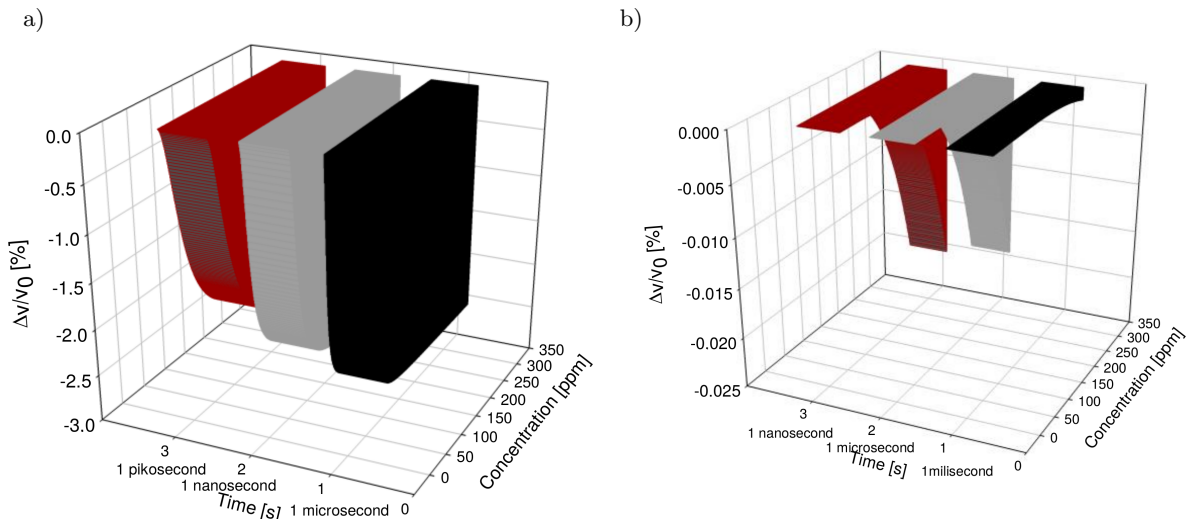 a)
0.0
-0.5
-1.0
-1.5
-2.0
-2.5
-3.0
Δv/v0 [%]
3
2
1
0
1 pikosecond
1 nanosecond
1 microsecond
Time [s]
0
50
100
150
200
250
300
350
Concentration [ppm]
b)
0.000
-0.005
-0.010
-0.015
-0.020
-0.025
Δv/v0 [%]
3
2
1
0
1 nanosecond
1 microsecond
1milisecond
Time [s]
0
50
100
150
200
250
300
350
Concentration [ppm]